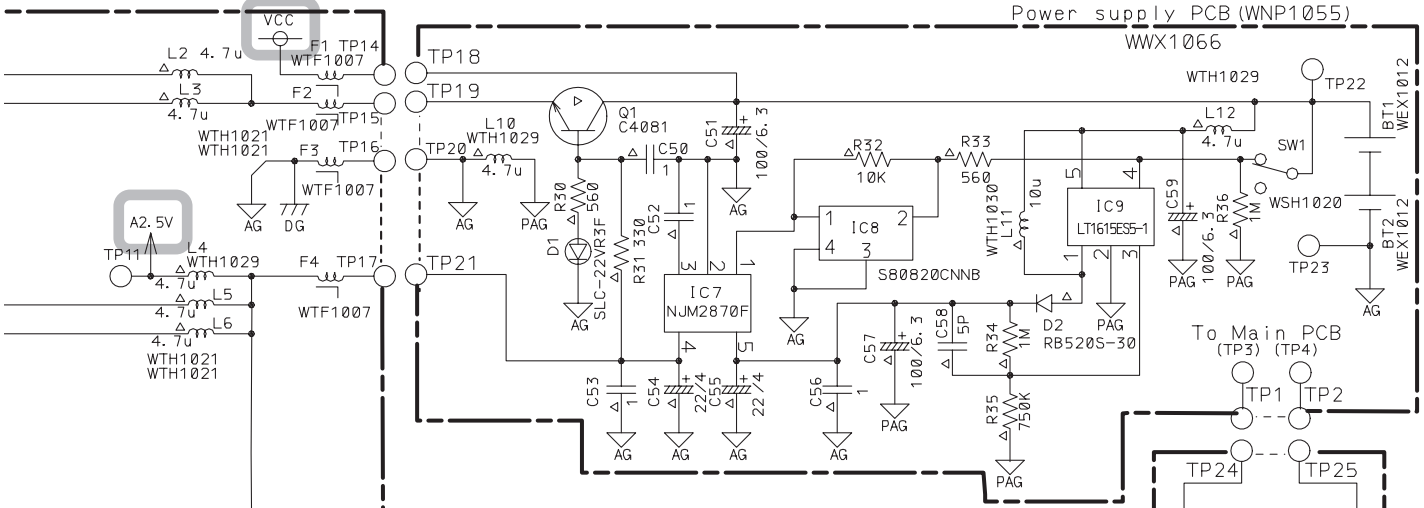 Power supply PCB (WNP1055)
WWX1066
VCC
L2 4.7u
F1 TP14
WTF1007
TP18
L3
4.7u
F2
WTF1007
TP15
TP19
Q1
C4081
C51
100/6.3
WTH1029
L12
4.7u
TP22
BT1
WEX1012
WTH1021
WTH1021
F3
TP16
WTF1007
TP20
L10
WTH1029
4.7u
C50
1
R32
10K
R33
560
5
4
SW1
WSH1020
AG
DG
AG
PAG
R30
560
C52
1
AG
1
2
4
3
IC8
S80820CNNB
WTH1030
L11
10u
IC9
LT1615ES5-1
1
2
3
C59
100/6.3
R36
1M
BT2
WEX1012
A2.5V
TP11
L4
WTH1029
4.7u
F4
TP17
WTF1007
TP21
D1
SLC-22VR3F
R31 330
3
2
1
IC7
NJM2870F
4
5
PAG
PAG
TP23
L5
4.7u
L6
4.7u
WTH1021
WTH1021
AG
AG
PAG
D2
RB520S-30
AG
C57
100/6.3
C58
5P
R34
1M
To Main PCB
(TP3) (TP4)
C53
1
C54
22/4
C55
22/4
C56
1
R35
750K
TP1
TP2
AG
AG
AG
AG
PAG
PAG
TP24
TP25